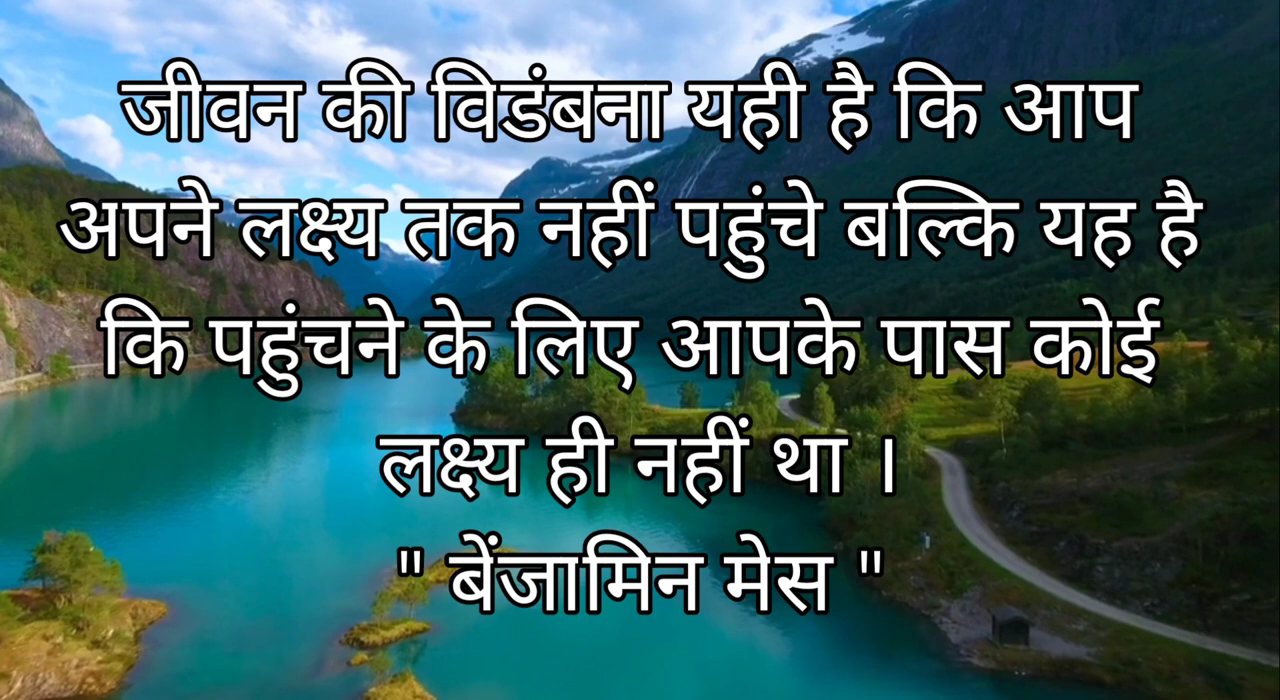 जीवन की विडंबना यही है कि आप
अपने लक्ष्य तक नहीं पहुंचे बल्कि यह है
कि पहुंचने के लिए आपके पास कोई
लक्ष्य ही नहीं था ।
" बेंजामिन मेस "